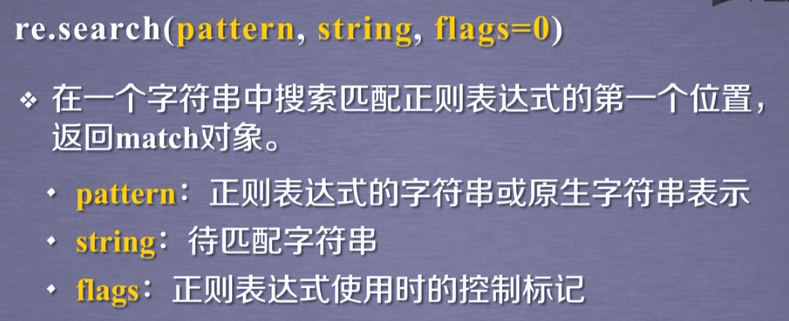 re.search(pattern, string, flags=0)
❖ 在一个字符串中搜索匹配正则表达式的第一个位置，
返回match对象。
• pattern：正则表达式的字符串或原生字符串表示
• string：待匹配字符串
• flags：正则表达式使用时的控制标记